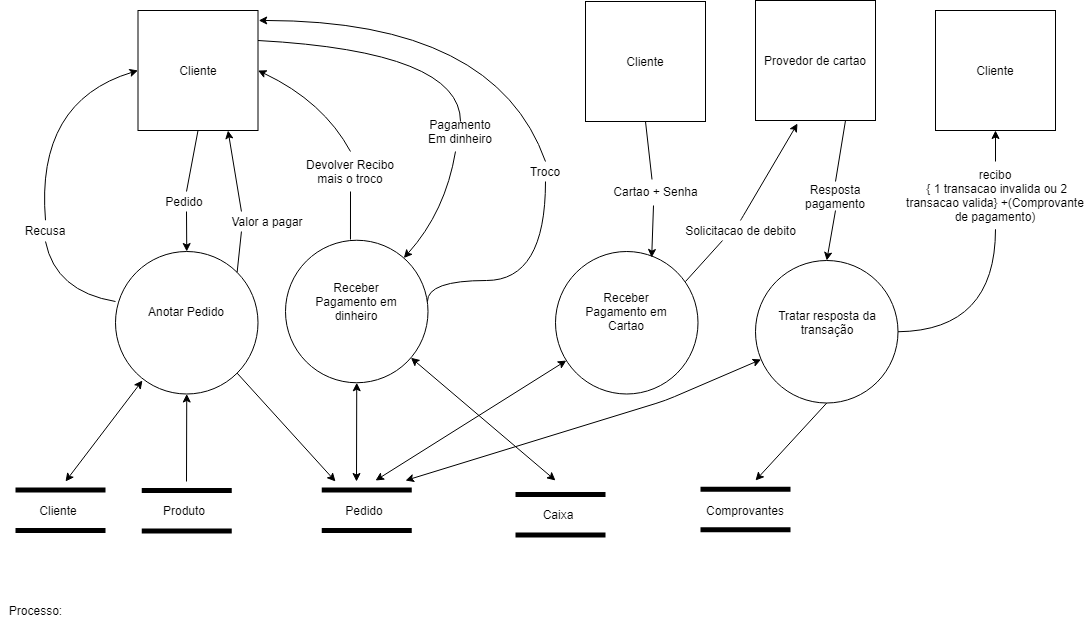 Cliente
Cliente
Provedor de cartao
Cliente
Pagamento
Em dinheiro
Devolver Recibo
mais o troco
Troco
recibo
{ 1 transacao invalida ou 2
transacao valida} +(Comprovante
de pagamento)
Cartao + Senha
Resposta
pagamento
Pedido
Valor a pagar
Recusa
Solicitacao de debito
Anotar Pedido
Receber
Pagamento em
dinheiro
Receber
Pagamento em
Cartao
Tratar resposta da
transação
Cliente
Produto
Pedido
Caixa
Comprovantes
Processo: